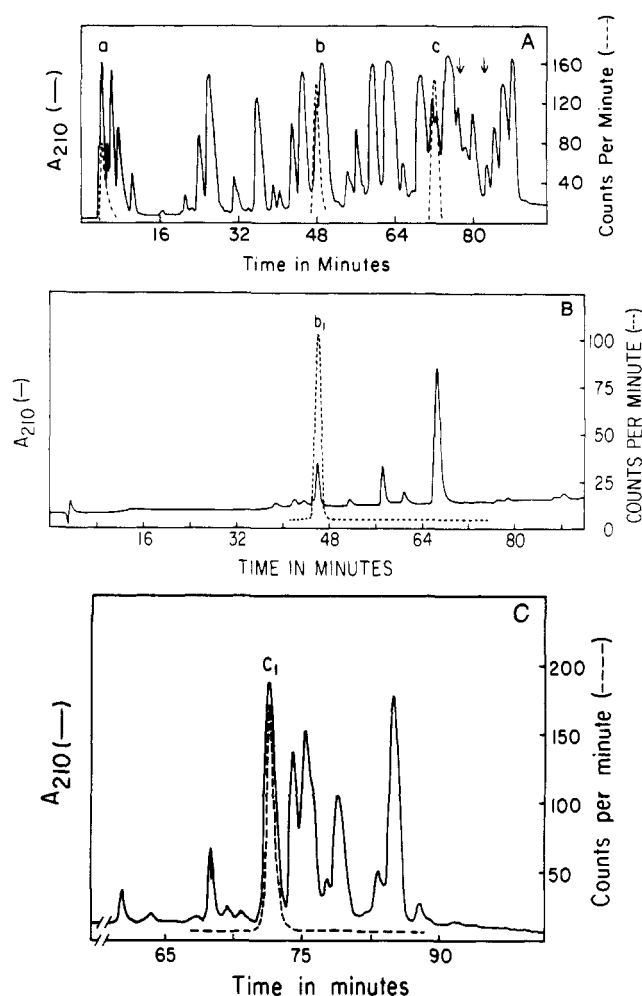 a b c A
160
120
80
40
A210 (—)
Counts Per Minute (----)
16 32 48 64 80
Time in Minutes
b1 B
100
75
50
25
0
A210 (—)
COUNTS PER MINUTE (---)
16 32 48 64 80
TIME IN MINUTES
C1 C
200
150
100
50
A210 (—)
Counts per minute (----)
65 75 90
Time in minutes